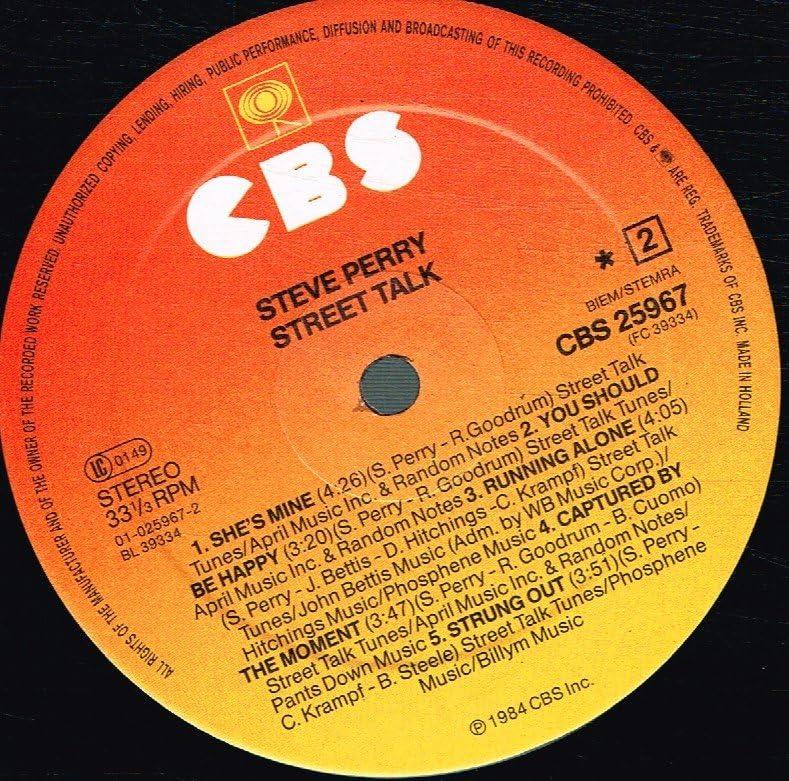 ALL RIGHTS OF THE MANUFACTURER AND OF THE OWNER OF THE RECORDED WORK RESERVED. UNAUTHORIZED COPYING, LENDING, HIRING, PUBLIC PERFORMANCE, DIFFUSION AND BROADCASTING OF THIS RECORDING PROHIBITED. CBS & ARE REG. TRADEMARKS OF CBS INC. MADE IN HOLLAND
CBS
STEVE PERRY
STREET TALK
* 2
BIEM/STEMRA
CBS 25967
(FC 39334)
LC 0149
STEREO
33 1/3 RPM
01-025967-2
BL 39334
1. SHE'S MINE (4:26)(S. Perry - R.Goodrum) Street Talk
Tunes/April Music Inc. & Random Notes 2. YOU SHOULD
BE HAPPY (3:20)(S. Perry - R. Goodrum) Street Talk Tunes/
April Music Inc. & Random Notes 3. RUNNING ALONE (4:05)
(S. Perry - J. Bettis - D. Hitchings -C. Krampf) Street Talk
Tunes/John Bettis Music (Adm. by WB Music Corp.)/
Hitchings Music/Phosphene Music 4. CAPTURED BY
THE MOMENT (3:47)(S. Perry - R. Goodrum - B. Cuomo)
Street Talk Tunes/April Music Inc. & Random Notes/
Pants Down Music 5. STRUNG OUT (3:51)(S. Perry -
C. Krampf - B. Steele) Street Talk Tunes/Phosphene
Music/Billym Music
℗ 1984 CBS Inc.